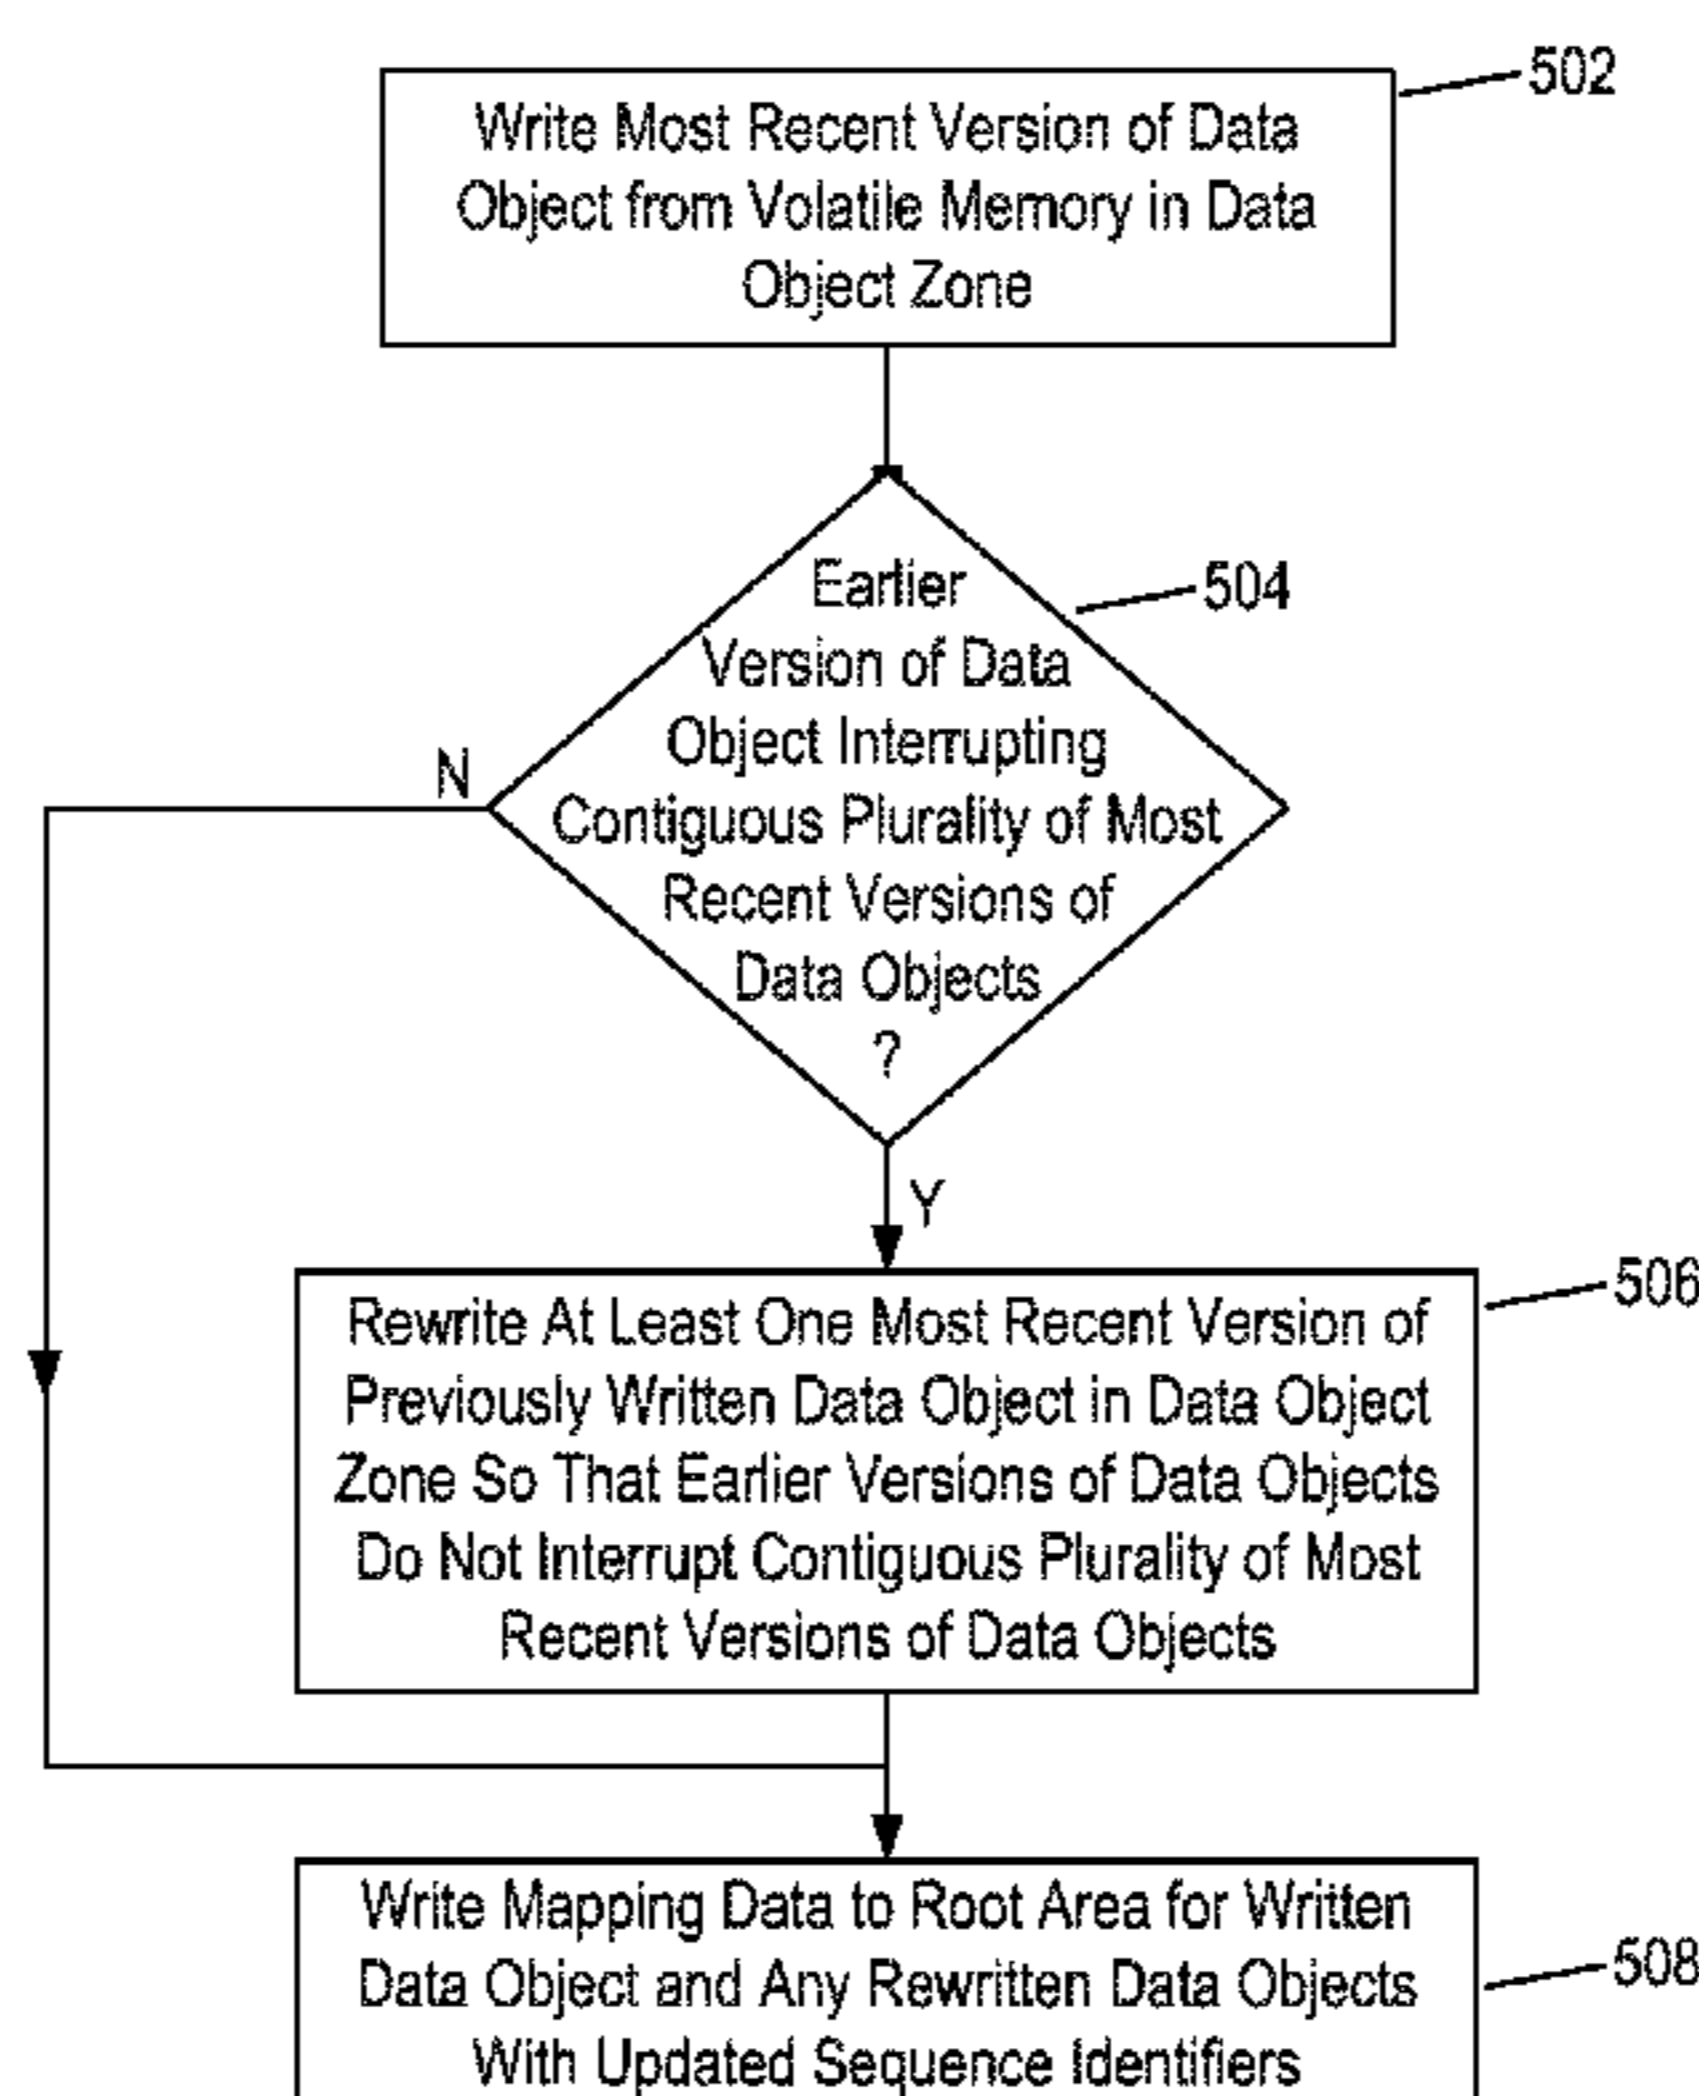 502
Write Most Recent Version of Data
Object from Volatile Memory in Data
Object Zone
504
Earlier
Version of Data
Object Interrupting
N
Contiguous Plurality of Most
Recent Versions of
Data Objects
?
Y
506
Rewrite At Least One Most Recent Version of
Previously Written Data Object in Data Object
Zone So That Earlier Versions of Data Objects
Do Not Interrupt Contiguous Plurality of Most
Recent Versions of Data Objects
Write Mapping Data to Root Area for Written
508
Data Object and Any Rewritten Data Objects
With Updated Sequence Identifiers